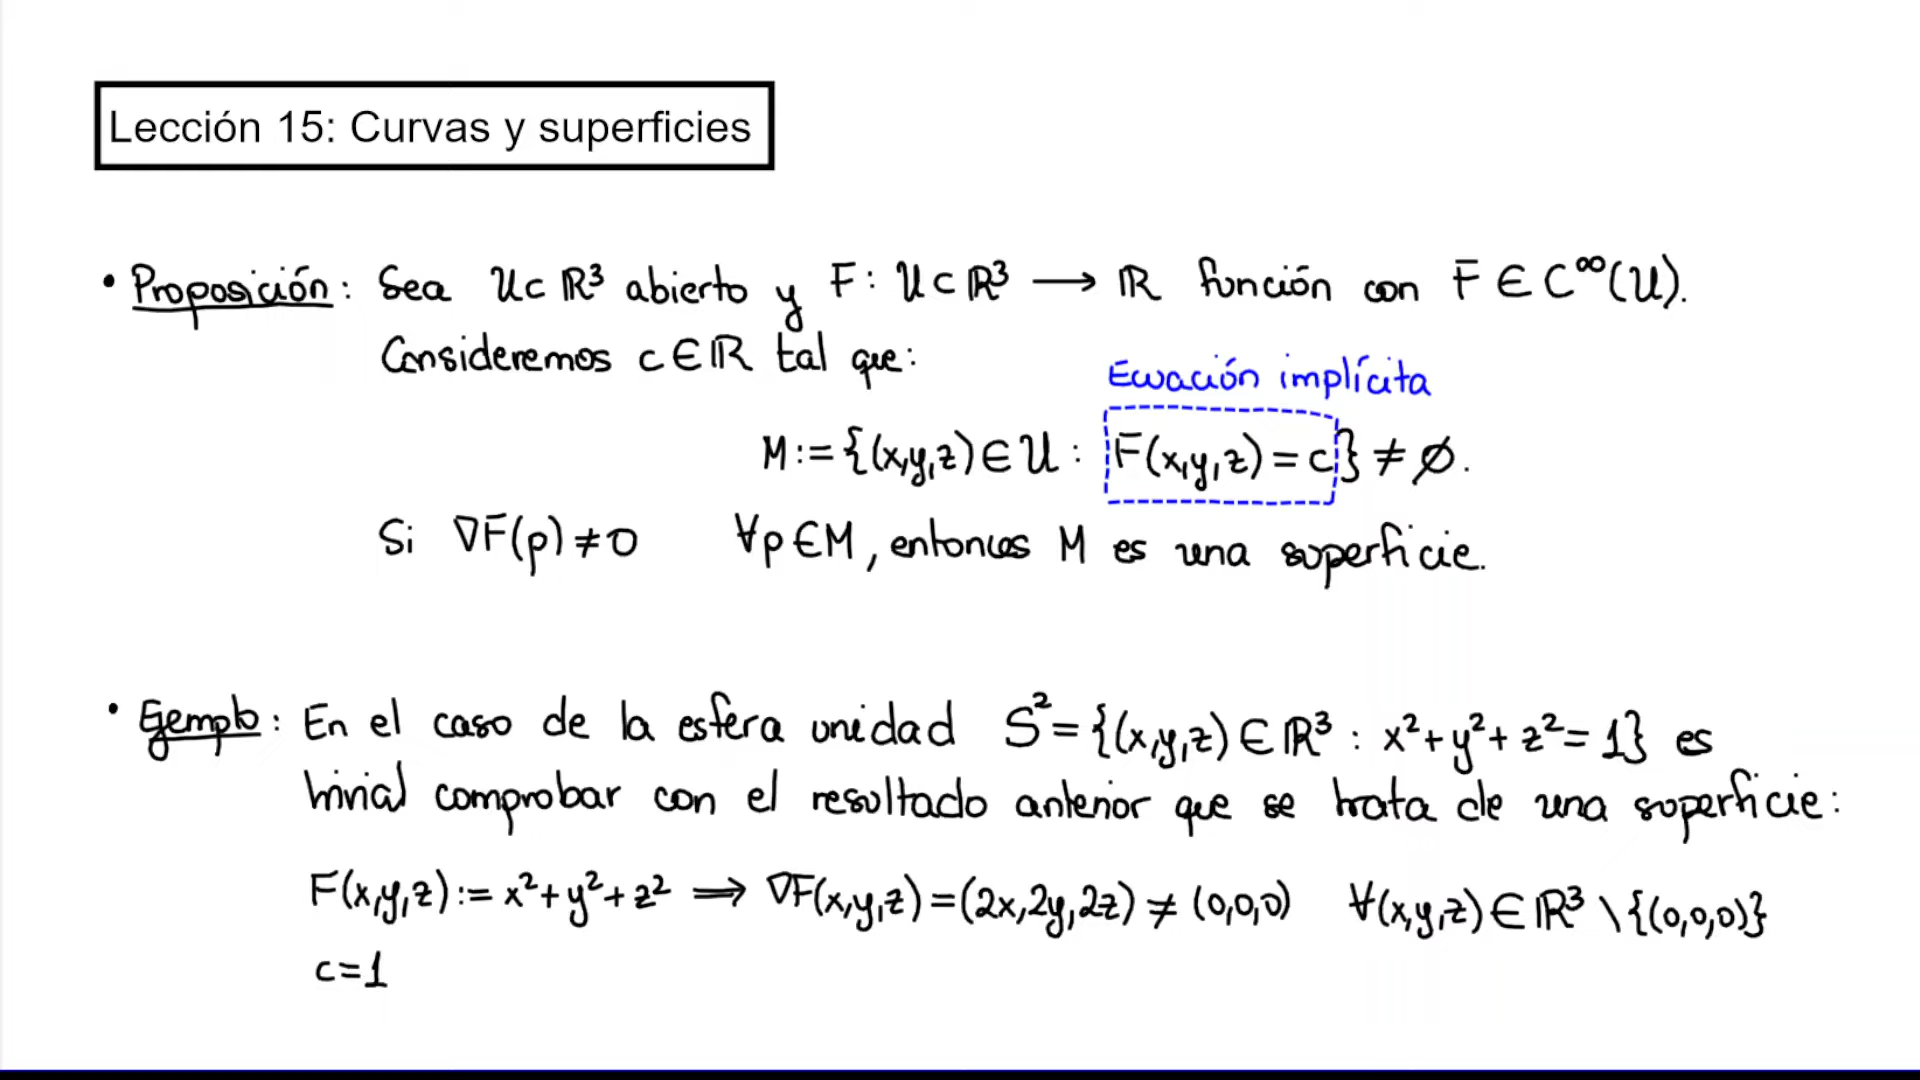 Lección 15: Curvas y superficies
• Proposición: Sea U⊂ℝ³ abierto y F: U⊂ℝ³ ⟶ ℝ función con F∈C^∞(U).
Consideremos c∈ℝ tal que:
Ecuación implícita
M:={(x,y,z)∈U: F(x,y,z)=c}≠∅.
Si ∇F(p)≠0 ∀p∈M, entonces M es una superficie.
• Ejemplo: En el caso de la esfera unidad S²={(x,y,z)∈ℝ³: x²+y²+z²=1} es
trivial comprobar con el resultado anterior que se trata de una superficie:
F(x,y,z):=x²+y²+z² ⟹ ∇F(x,y,z)=(2x,2y,2z)≠(0,0,0) ∀(x,y,z)∈ℝ³\{(0,0,0)}
c=1